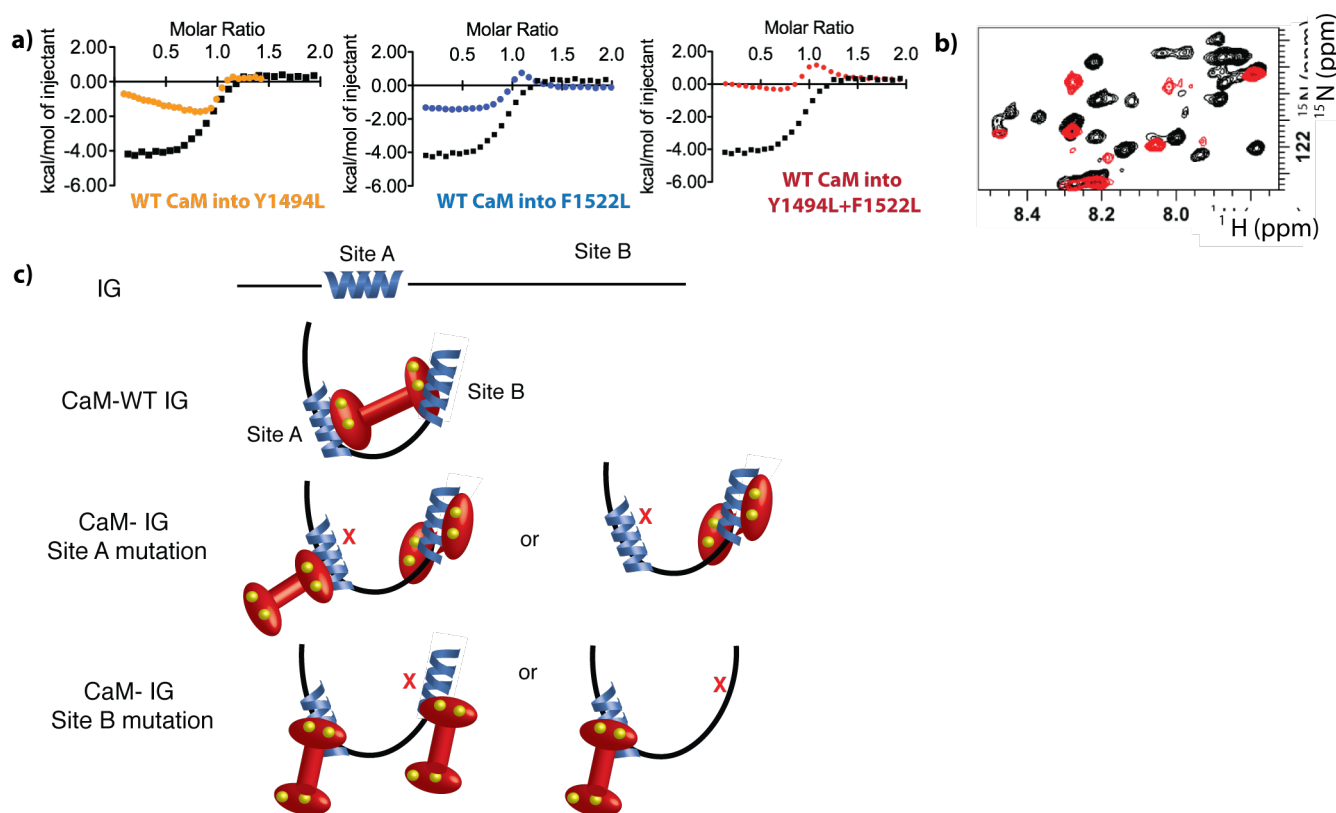 a)
Molar Ratio
0.5 1.0 1.5 2.0
kcal/mol of injectant
2.00
0.00
-2.00
-4.00
-6.00
WT CaM into Y1494L
Molar Ratio
0.5 1.0 1.5 2.0
kcal/mol of injectant
2.00
0.00
-2.00
-4.00
-6.00
WT CaM into F1522L
Molar Ratio
0.5 1.0 1.5 2.0
kcal/mol of injectant
2.00
0.00
-2.00
-4.00
-6.00
WT CaM into
Y1494L+F1522L
b)
8.4 8.2 8.0
122
15N (ppm)
1 H (ppm)
c)
IG
Site A
Site B
CaM-WT IG
Site A
Site B
CaM- IG
Site A mutation
X
or
X
CaM- IG
Site B mutation
X
or
X